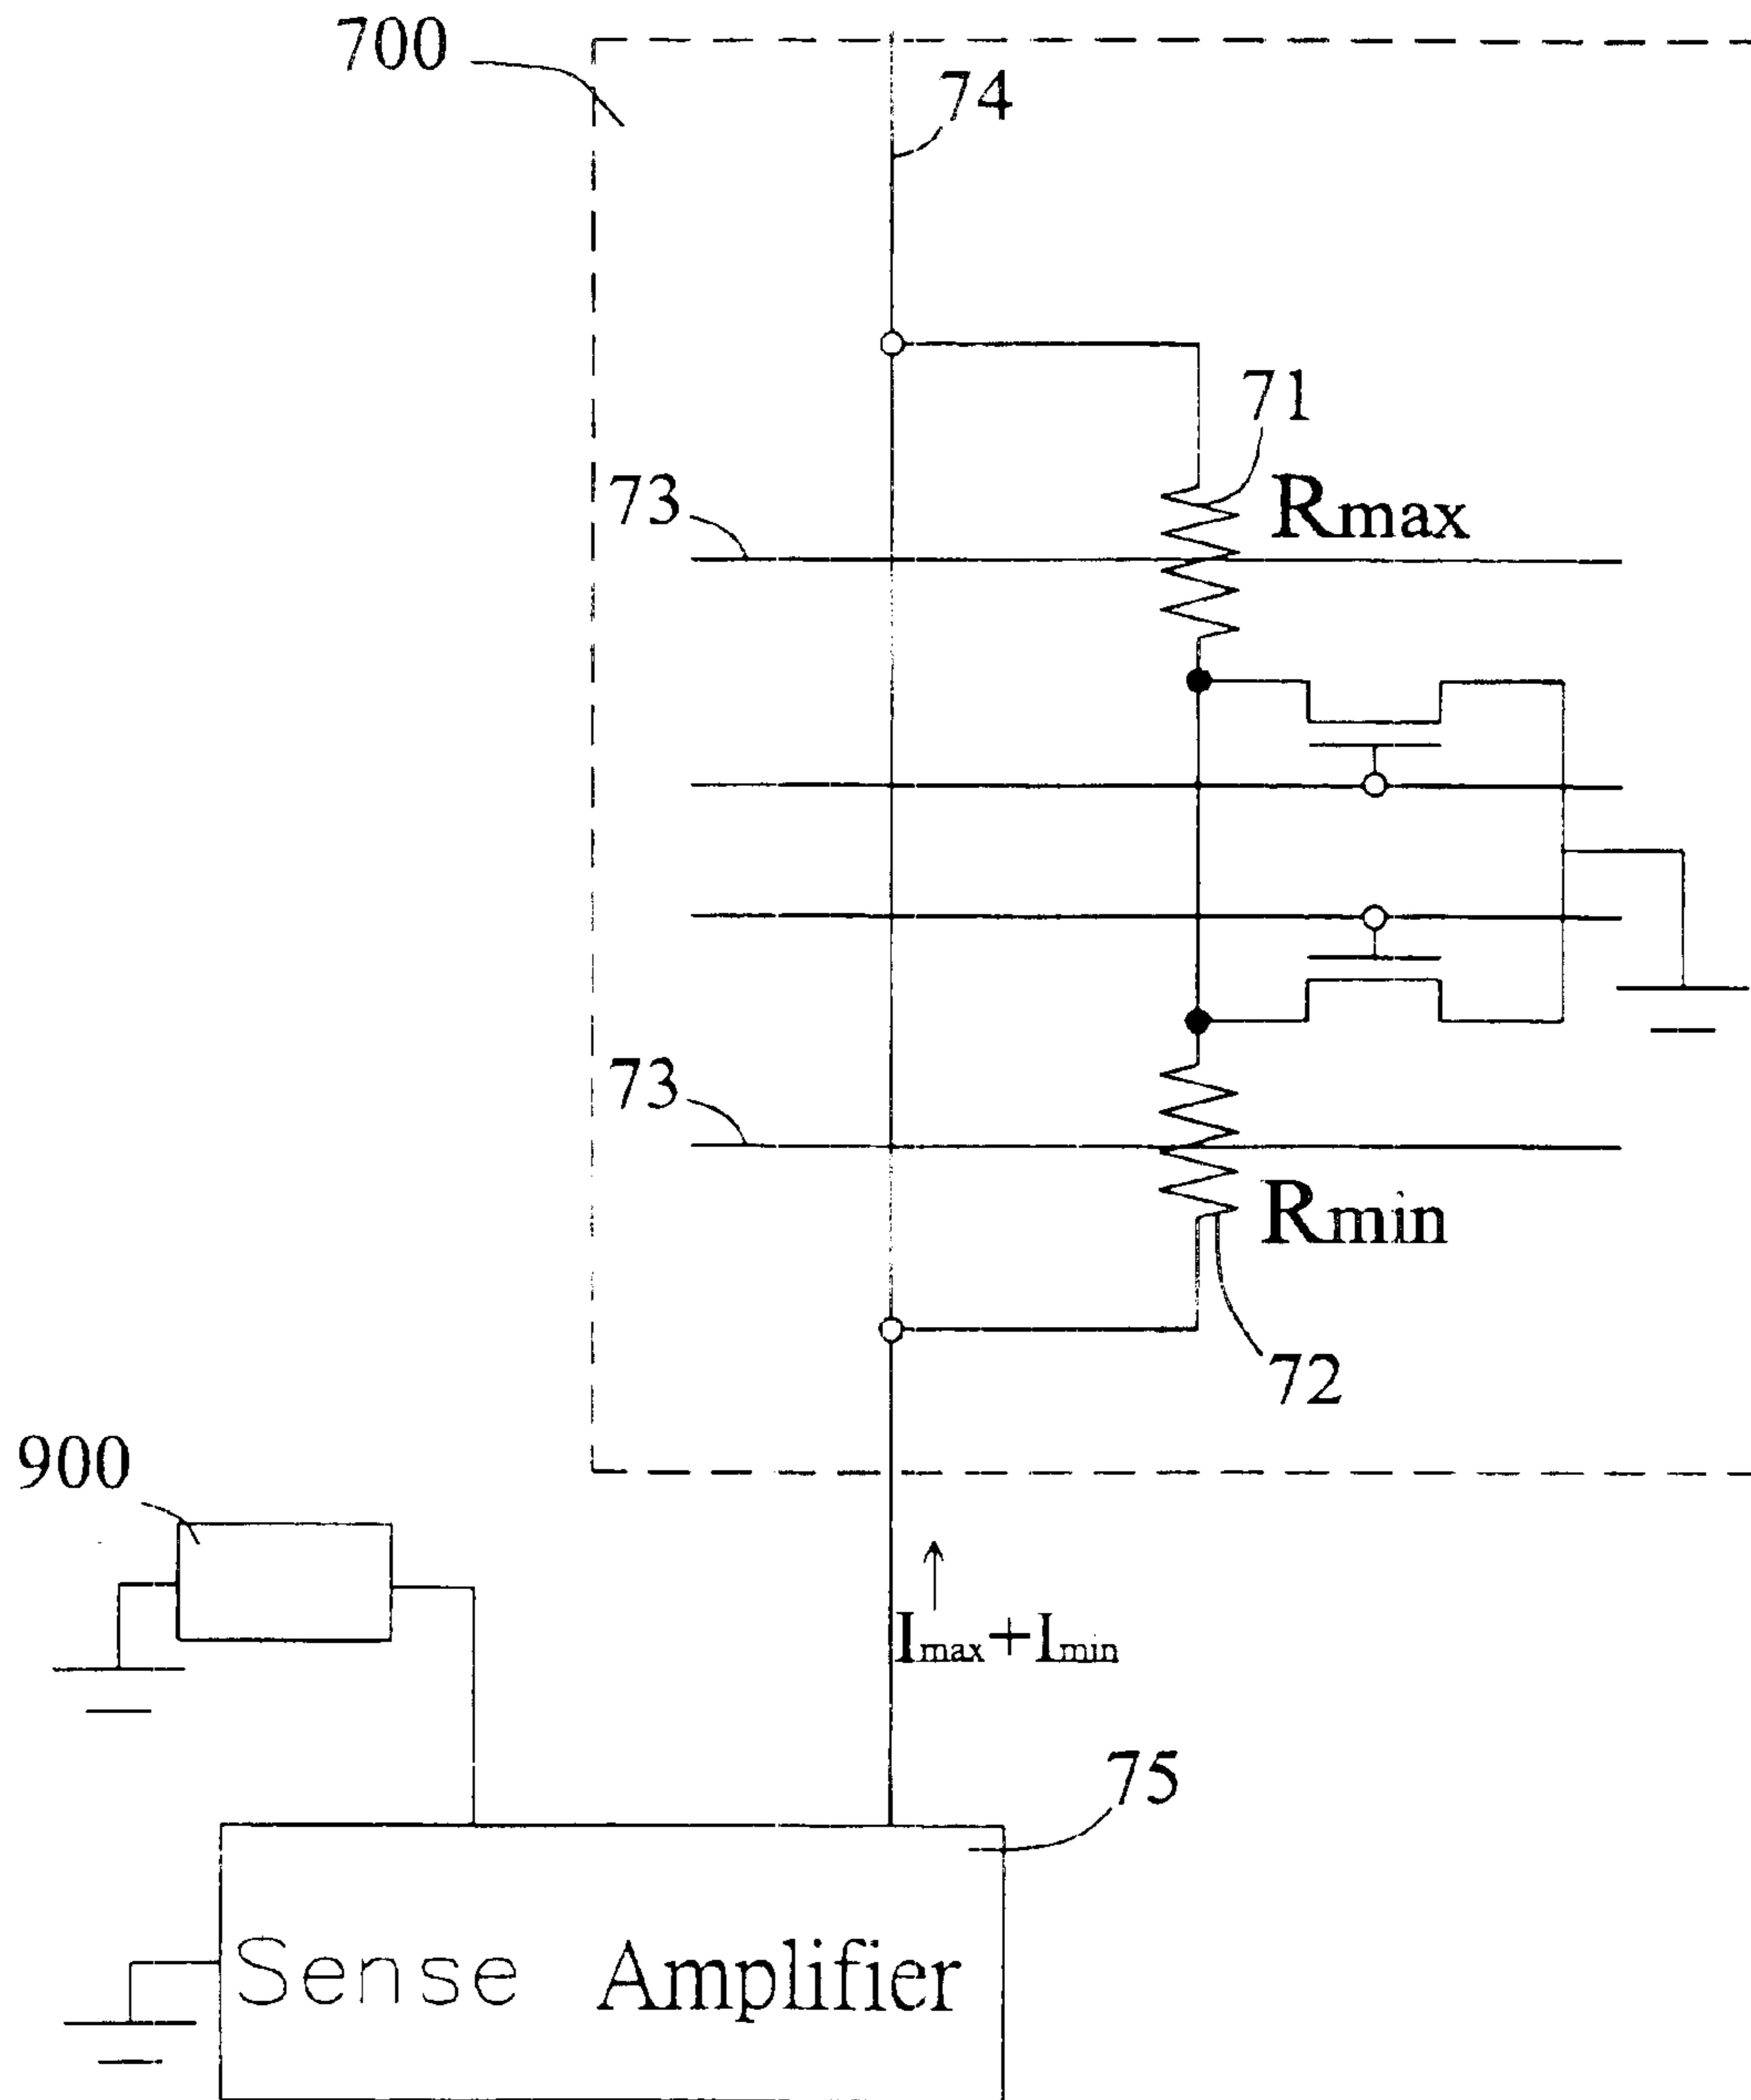 700
74
71
73
Rmax
73
Rmin
72
900
Imax+Imin
75
Sense Amplifier